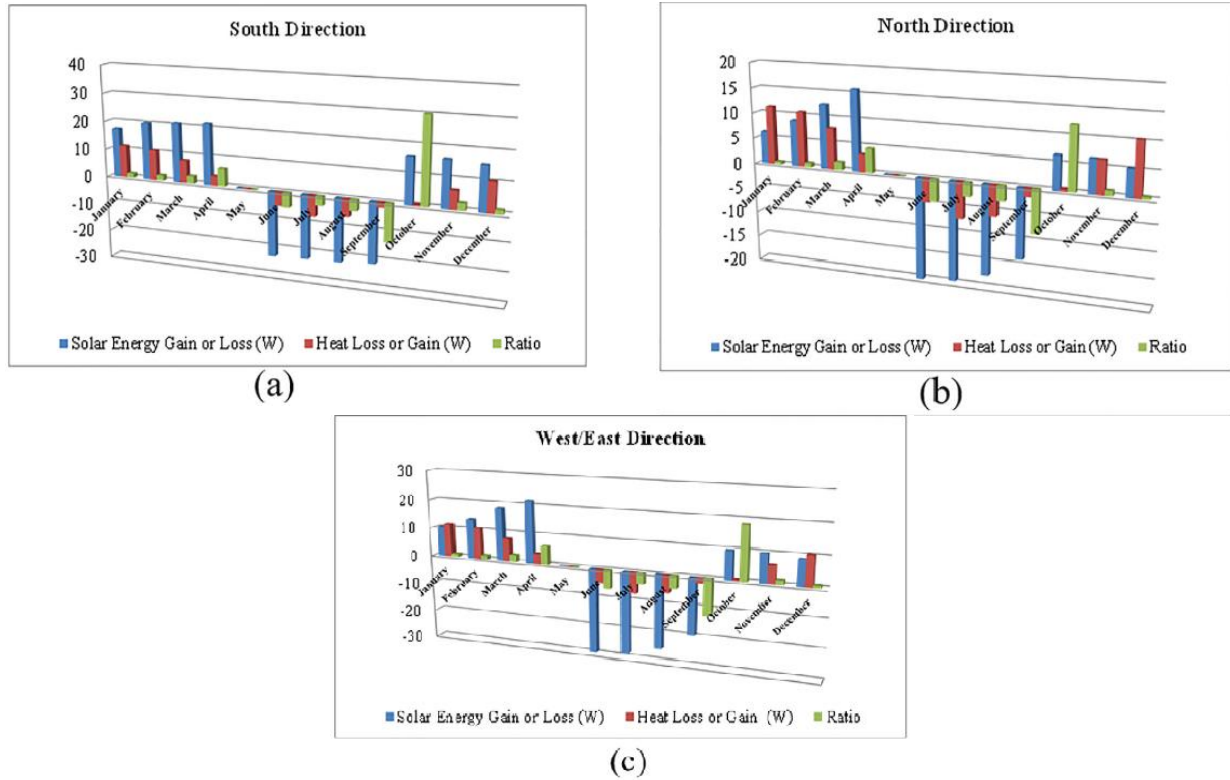 South Direction
40
30
20
10
0
-10
-20
-30
January
February
March
April
May
June
July
August
September
October
November
December
Solar Energy Gain or Loss (W) Heat Loss or Gain (W) Ratio
(a)
North Direction
20
15
10
5
0
-5
-10
-15
-20
January
February
March
April
May
June
July
August
September
October
November
December
Solar Energy Gain or Loss (W) Heat Loss or Gain (W) Ratio
(b)
West/East Direction
30
20
10
0
-10
-20
-30
January
February
March
April
May
June
July
August
September
October
November
December
Solar Energy Gain or Loss (W) Heat Loss or Gain (W) Ratio
(c)